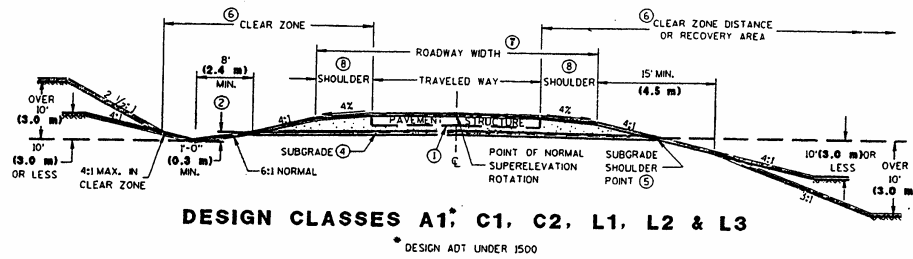 ⑥ CLEAR ZONE
⑥ CLEAR ZONE DISTANCE
OR RECOVERY AREA
ROADWAY WIDTH ⑦
8'
(2.4 m)
MIN.
⑧
SHOULDER
TRAVELED WAY
⑧
SHOULDER
15' MIN.
(4.5 m)
OVER
10'
(3.0 m)
2 1/2:1
4:1
②
4:1
4%
PAVEMENT STRUCTURE
4%
4:1
10'
(3.0 m)
OR LESS
4:1 MAX. IN
CLEAR ZONE
1'-0"
(0.3 m)
MIN.
6:1 NORMAL
SUBGRADE ④
①
℄
POINT OF NORMAL
SUPERELEVATION
ROTATION
SUBGRADE
SHOULDER
POINT ⑤
4:1
3:1
10'(3.0 m)OR
LESS
OVER
10'
(3.0 m)
DESIGN CLASSES A1,* C1, C2, L1, L2 & L3
* DESIGN ADT UNDER 1500